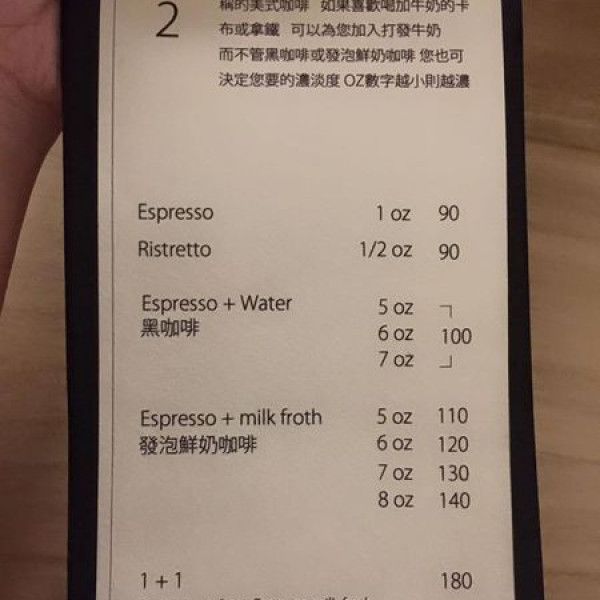 2
稱的美式咖啡 如果喜歡喝加牛奶的卡
布或拿鐵 可以為您加入打發牛奶
而不管黑咖啡或發泡鮮奶咖啡 您也可
決定您要的濃淡度 OZ數字越小則越濃
Espresso 1 oz 90
Ristretto 1/2 oz 90
Espresso + Water 5 oz
黑咖啡 6 oz 100
7 oz
Espresso + milk froth 5 oz 110
發泡鮮奶咖啡 6 oz 120
7 oz 130
8 oz 140
1 + 1 180